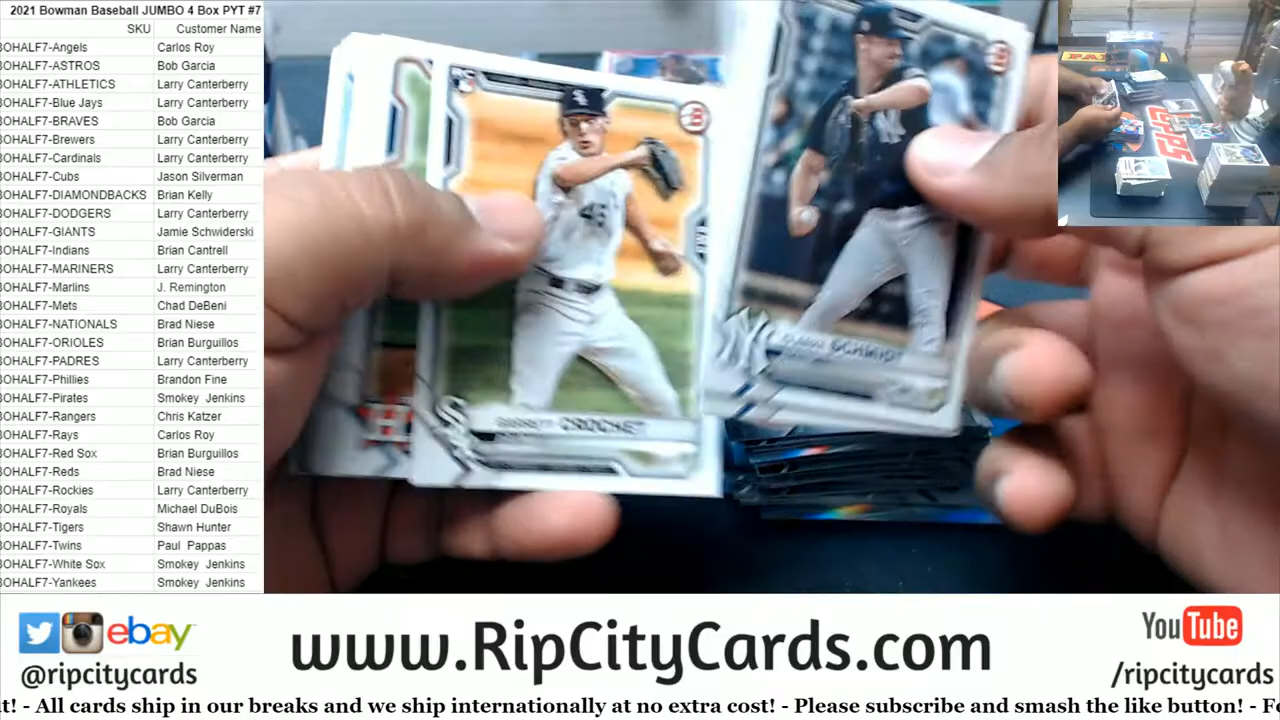 2021 Bowman Baseball JUMBO 4 Box PYT #7
SKU Customer Name
BOHALF7-Angels Carlos Roy
BOHALF7-ASTROS Bob Garcia
BOHALF7-ATHLETICS Larry Canterberry
BOHALF7-Blue Jays Larry Canterberry
BOHALF7-BRAVES Bob Garcia
BOHALF7-Brewers Larry Canterberry
BOHALF7-Cardinals Larry Canterberry
BOHALF7-Cubs Jason Silverman
BOHALF7-DIAMONDBACKS Brian Kelly
BOHALF7-DODGERS Larry Canterberry
BOHALF7-GIANTS Jamie Schwiderski
BOHALF7-Indians Brian Cantrell
BOHALF7-MARINERS Larry Canterberry
BOHALF7-Marlins J. Remington
BOHALF7-Mets Chad DeBeni
BOHALF7-NATIONALS Brad Niese
BOHALF7-ORIOLES Brian Burguillos
BOHALF7-PADRES Larry Canterberry
BOHALF7-Phillies Brandon Fine
BOHALF7-Pirates Smokey Jenkins
BOHALF7-Rangers Chris Katzer
BOHALF7-Rays Carlos Roy
BOHALF7-Red Sox Brian Burguillos
BOHALF7-Reds Brad Niese
BOHALF7-Rockies Larry Canterberry
BOHALF7-Royals Michael DuBois
BOHALF7-Tigers Shawn Hunter
BOHALF7-Twins Paul Pappas
BOHALF7-White Sox Smokey Jenkins
BOHALF7-Yankees Smokey Jenkins
RC
B
B
45
GARRETT CROCHET
SCHMIDT
TOPPS
ebay
@ripcitycards
www.RipCityCards.com
YouTube
/ripcitycards
t! - All cards ship in our breaks and we ship internationally at no extra cost! - Please subscribe and smash the like button! - Fo